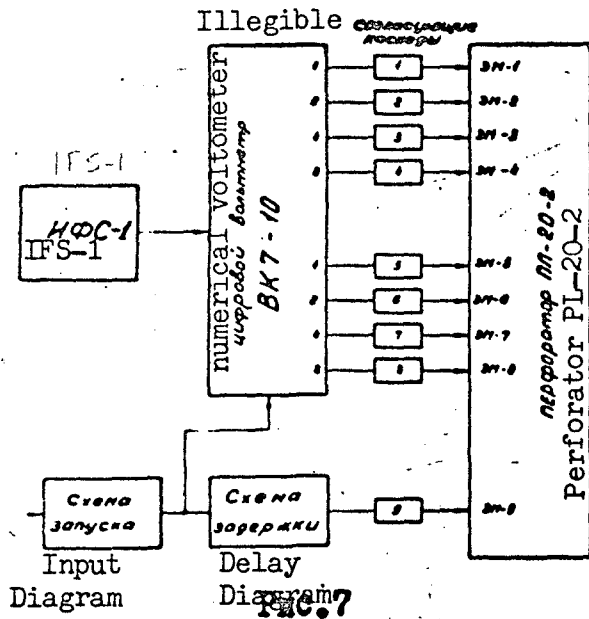 Illegible
согласующие каскады
IFS-1
ИФС-1
IFS-1
numerical voltometer
цифровой вольтметр
ВК7-10
1 1 ЭМ-1
2 2 ЭМ-2
4 3 ЭМ-3
8 4 ЭМ-4
1 5 ЭМ-5
2 6 ЭМ-6
4 7 ЭМ-7
8 8 ЭМ-8
9 ЭМ-9
перфоратор ПЛ-20-2
Perforator PL-20-2
Схема
запуска
Схема
задержки
Input
Diagram
Delay
Diagram
Рис.7